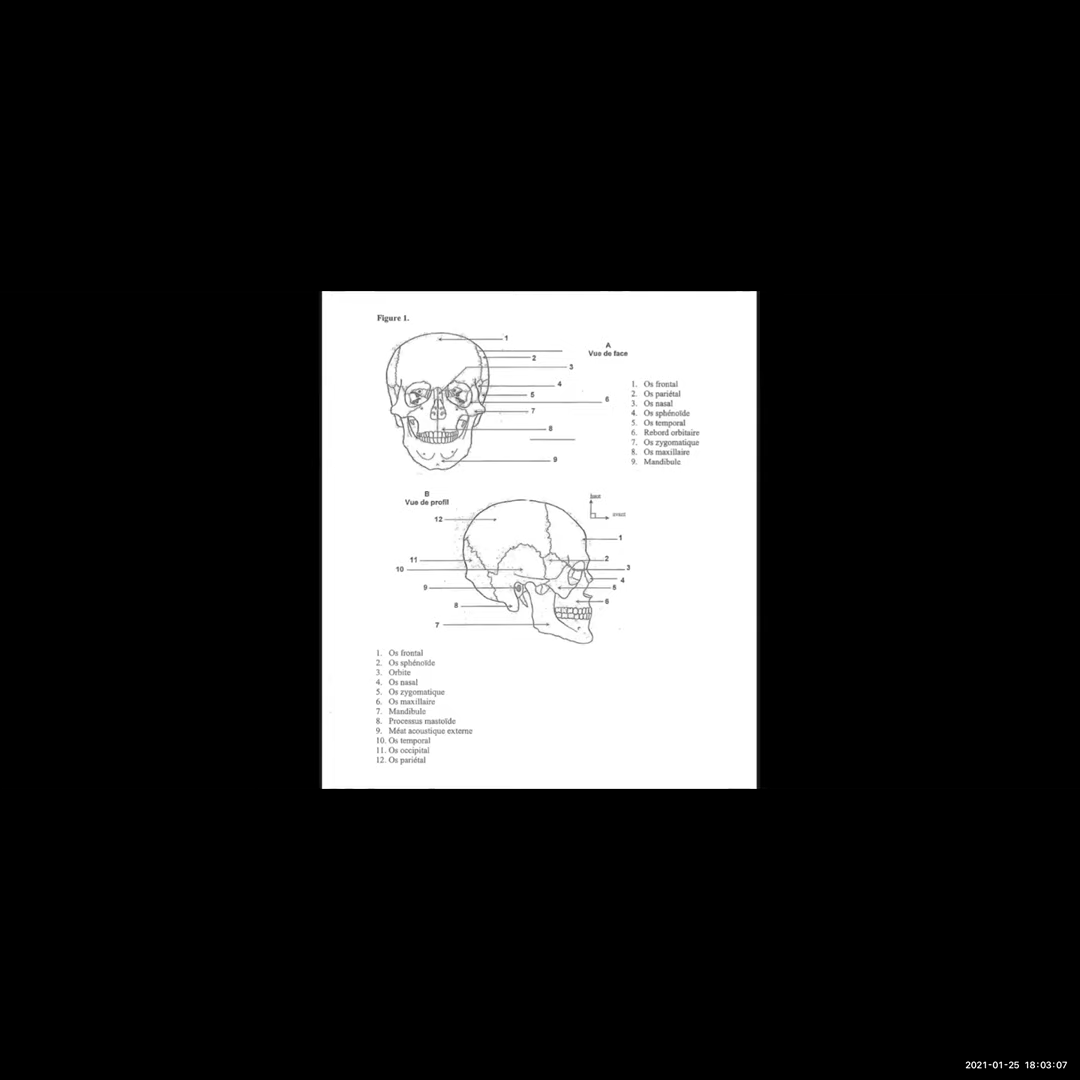 Figure 1.
1
A
Vue de face
2
3
4
5
6
7
8
9
1. Os frontal
2. Os pariétal
3. Os nasal
4. Os sphénoïde
5. Os temporal
6. Rebord orbitaire
7. Os zygomatique
8. Os maxillaire
9. Mandibule
B
Vue de profil
haut
avant
12
1
11
2
10
3
4
9
5
6
8
7
1. Os frontal
2. Os sphénoïde
3. Orbite
4. Os nasal
5. Os zygomatique
6. Os maxillaire
7. Mandibule
8. Processus mastoïde
9. Méat acoustique externe
10. Os temporal
11. Os occipital
12. Os pariétal
2021-01-25 18:03:07